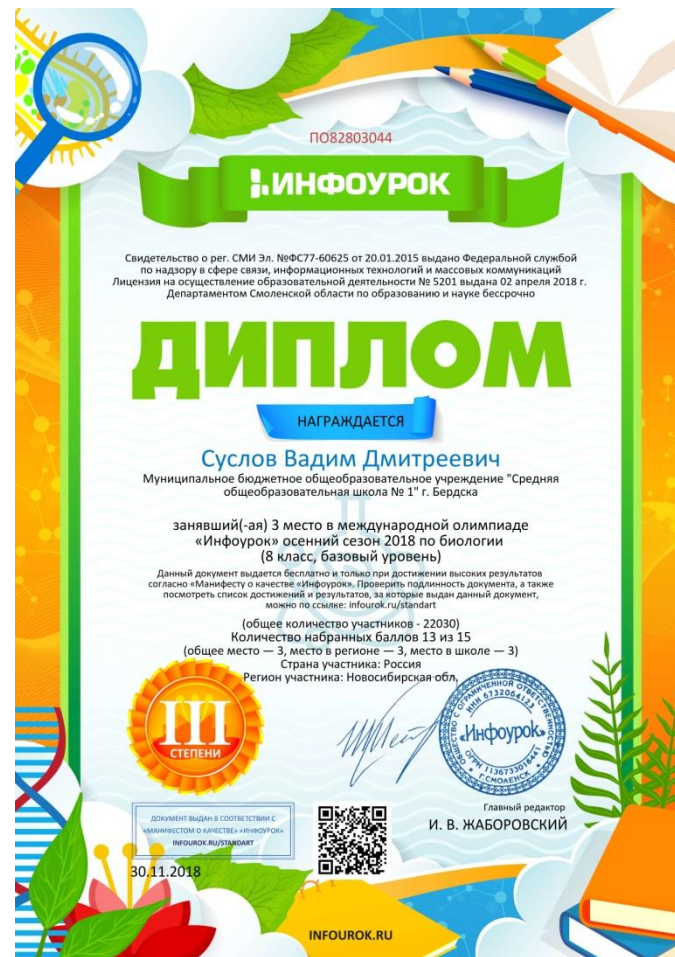 ПО82803044
ИНФОУРОК
Свидетельство о рег. СМИ Эл. №ФС77-60625 от 20.01.2015 выдано Федеральной службой
по надзору в сфере связи, информационных технологий и массовых коммуникаций
Лицензия на осуществление образовательной деятельности № 5201 выдана 02 апреля 2018 г.
Департаментом Смоленской области по образованию и науке бессрочно
ДИПЛОМ
НАГРАЖДАЕТСЯ
Суслов Вадим Дмитреевич
Муниципальное бюджетное общеобразовательное учреждение "Средняя
общеобразовательная школа № 1" г. Бердска
занявший(-ая) 3 место в международной олимпиаде
«Инфоурок» осенний сезон 2018 по биологии
(8 класс, базовый уровень)
Данный документ выдается бесплатно и только при достижении высоких результатов
согласно «Манифесту о качестве «Инфоурок». Проверить подлинность документа, а также
посмотреть список достижений и результатов, за которые выдан данный документ,
можно по ссылке: infourok.ru/standart
(общее количество участников - 22030)
Количество набранных баллов 13 из 15
(общее место — 3, место в регионе — 3, место в школе — 3)
Страна участника: Россия
Регион участника: Новосибирская обл.
III
СТЕПЕНИ
ОБЩЕСТВО С ОГРАНИЧЕННОЙ ОТВЕТСТВЕННОСТЬЮ
ИНН 6732064123
«Инфоурок»
ОГРН 1136733016441
Г.СМОЛЕНСК
Главный редактор
И. В. ЖАБОРОВСКИЙ
ДОКУМЕНТ ВЫДАН В СООТВЕТСТВИИ С
«МАНИФЕСТОМ О КАЧЕСТВЕ» «ИНФОУРОК»
INFOUROK.RU/STANDART
30.11.2018
INFOUROK.RU